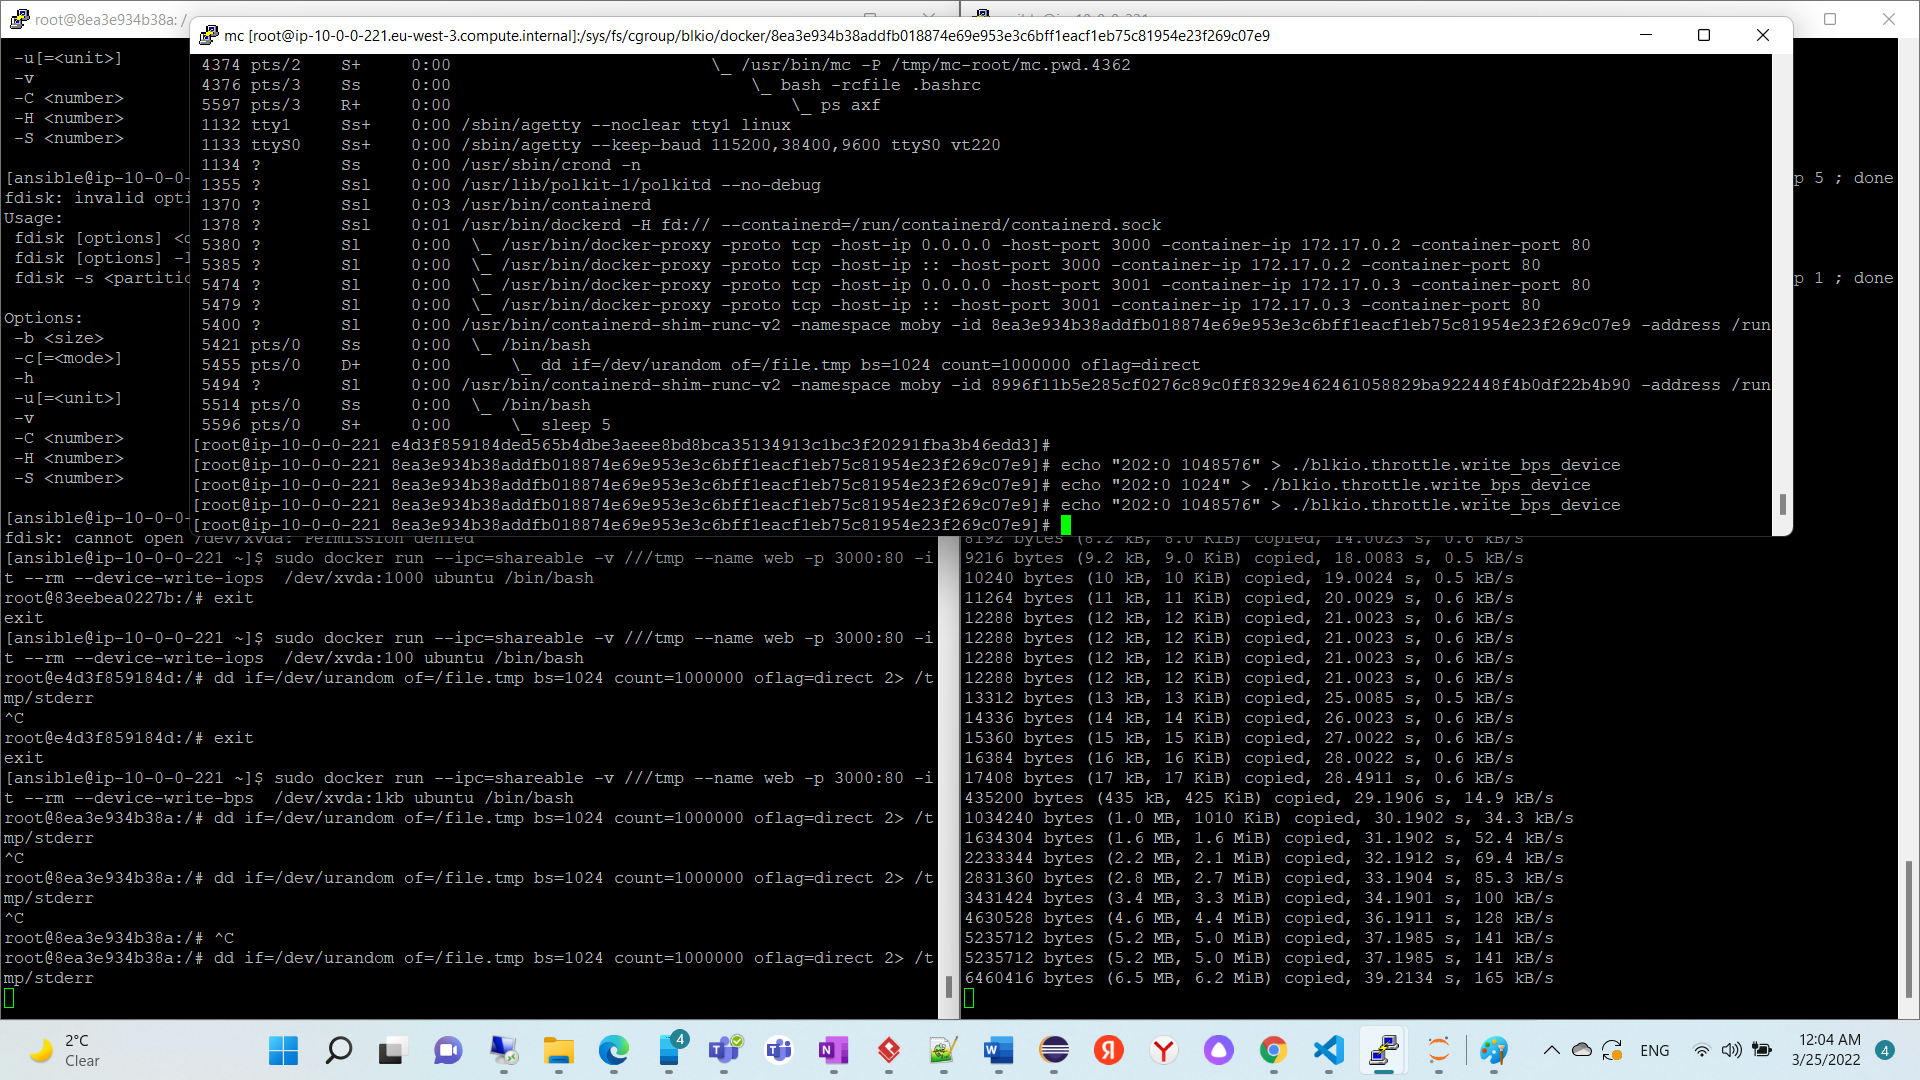 root@8ea3e934b38a: /
mc [root@ip-10-0-0-221.eu-west-3.compute.internal]:/sys/fs/cgroup/blkio/docker/8ea3e934b38addfb018874e69e953e3c6bff1eacf1eb75c81954e23f269c07e9
4374 pts/2    S+     0:00                          \_ /usr/bin/mc -P /tmp/mc-root/mc.pwd.4362
4376 pts/3    Ss     0:00                              \_ bash -rcfile .bashrc
5597 pts/3    R+     0:00                                  \_ ps axf
1132 tty1     Ss+    0:00 /sbin/agetty --noclear tty1 linux
1133 ttyS0    Ss+    0:00 /sbin/agetty --keep-baud 115200,38400,9600 ttyS0 vt220
1134 ?        Ss     0:00 /usr/sbin/crond -n
1355 ?        Ssl    0:00 /usr/lib/polkit-1/polkitd --no-debug
1370 ?        Ssl    0:03 /usr/bin/containerd
1378 ?        Ssl    0:01 /usr/bin/dockerd -H fd:// --containerd=/run/containerd/containerd.sock
5380 ?        Sl     0:00  \_ /usr/bin/docker-proxy -proto tcp -host-ip 0.0.0.0 -host-port 3000 -container-ip 172.17.0.2 -container-port 80
5385 ?        Sl     0:00  \_ /usr/bin/docker-proxy -proto tcp -host-ip :: -host-port 3000 -container-ip 172.17.0.2 -container-port 80
5474 ?        Sl     0:00  \_ /usr/bin/docker-proxy -proto tcp -host-ip 0.0.0.0 -host-port 3001 -container-ip 172.17.0.3 -container-port 80
5479 ?        Sl     0:00  \_ /usr/bin/docker-proxy -proto tcp -host-ip :: -host-port 3001 -container-ip 172.17.0.3 -container-port 80
5400 ?        Sl     0:00 /usr/bin/containerd-shim-runc-v2 -namespace moby -id 8ea3e934b38addfb018874e69e953e3c6bff1eacf1eb75c81954e23f269c07e9 -address /run
5421 pts/0    Ss     0:00  \_ /bin/bash
5455 pts/0    D+     0:00      \_ dd if=/dev/urandom of=/file.tmp bs=1024 count=1000000 oflag=direct
5494 ?        Sl     0:00 /usr/bin/containerd-shim-runc-v2 -namespace moby -id 8996f11b5e285cf0276c89c0ff8329e462461058829ba922448f4b0df22b4b90 -address /run
5514 pts/0    Ss     0:00  \_ /bin/bash
5596 pts/0    S+     0:00      \_ sleep 5
[root@ip-10-0-0-221 e4d3f859184ded565b4dbe3aeee8bd8bca35134913c1bc3f20291fba3b46edd3]#
[root@ip-10-0-0-221 8ea3e934b38addfb018874e69e953e3c6bff1eacf1eb75c81954e23f269c07e9]# echo "202:0 1048576" > ./blkio.throttle.write_bps_device
[root@ip-10-0-0-221 8ea3e934b38addfb018874e69e953e3c6bff1eacf1eb75c81954e23f269c07e9]# echo "202:0 1024" > ./blkio.throttle.write_bps_device
[root@ip-10-0-0-221 8ea3e934b38addfb018874e69e953e3c6bff1eacf1eb75c81954e23f269c07e9]# echo "202:0 1048576" > ./blkio.throttle.write_bps_device
[root@ip-10-0-0-221 8ea3e934b38addfb018874e69e953e3c6bff1eacf1eb75c81954e23f269c07e9]#
-u[=<unit>]
-v
-C <number>
-H <number>
-S <number>
[ansible@ip-10-0-0-
fdisk: invalid opti
Usage:
fdisk [options] <d
fdisk [options] -l
fdisk -s <partitio
Options:
-b <size>
-c[=<mode>]
-h
-u[=<unit>]
-v
-C <number>
-H <number>
-S <number>
[ansible@ip-10-0-0-
fdisk: cannot open /dev/xvda: Permission denied
[ansible@ip-10-0-0-221 ~]$ sudo docker run --ipc=shareable -v ///tmp --name web -p 3000:80 -i
t --rm --device-write-iops  /dev/xvda:1000 ubuntu /bin/bash
root@83eebea0227b:/# exit
exit
[ansible@ip-10-0-0-221 ~]$ sudo docker run --ipc=shareable -v ///tmp --name web -p 3000:80 -i
t --rm --device-write-iops  /dev/xvda:100 ubuntu /bin/bash
root@e4d3f859184d:/# dd if=/dev/urandom of=/file.tmp bs=1024 count=1000000 oflag=direct 2> /t
mp/stderr
^C
root@e4d3f859184d:/# exit
exit
[ansible@ip-10-0-0-221 ~]$ sudo docker run --ipc=shareable -v ///tmp --name web -p 3000:80 -i
t --rm --device-write-bps  /dev/xvda:1kb ubuntu /bin/bash
root@8ea3e934b38a:/# dd if=/dev/urandom of=/file.tmp bs=1024 count=1000000 oflag=direct 2> /t
mp/stderr
^C
root@8ea3e934b38a:/# dd if=/dev/urandom of=/file.tmp bs=1024 count=1000000 oflag=direct 2> /t
mp/stderr
^C
root@8ea3e934b38a:/# ^C
root@8ea3e934b38a:/# dd if=/dev/urandom of=/file.tmp bs=1024 count=1000000 oflag=direct 2> /t
mp/stderr
p 5 ; done
p 1 ; done
8192 bytes (8.2 kB, 8.0 KiB) copied, 14.0023 s, 0.6 kB/s
9216 bytes (9.2 kB, 9.0 KiB) copied, 18.0083 s, 0.5 kB/s
10240 bytes (10 kB, 10 KiB) copied, 19.0024 s, 0.5 kB/s
11264 bytes (11 kB, 11 KiB) copied, 20.0029 s, 0.6 kB/s
12288 bytes (12 kB, 12 KiB) copied, 21.0023 s, 0.6 kB/s
12288 bytes (12 kB, 12 KiB) copied, 21.0023 s, 0.6 kB/s
12288 bytes (12 kB, 12 KiB) copied, 21.0023 s, 0.6 kB/s
12288 bytes (12 kB, 12 KiB) copied, 21.0023 s, 0.6 kB/s
13312 bytes (13 kB, 13 KiB) copied, 25.0085 s, 0.5 kB/s
14336 bytes (14 kB, 14 KiB) copied, 26.0023 s, 0.6 kB/s
15360 bytes (15 kB, 15 KiB) copied, 27.0022 s, 0.6 kB/s
16384 bytes (16 kB, 16 KiB) copied, 28.0022 s, 0.6 kB/s
17408 bytes (17 kB, 17 KiB) copied, 28.4911 s, 0.6 kB/s
435200 bytes (435 kB, 425 KiB) copied, 29.1906 s, 14.9 kB/s
1034240 bytes (1.0 MB, 1010 KiB) copied, 30.1902 s, 34.3 kB/s
1634304 bytes (1.6 MB, 1.6 MiB) copied, 31.1902 s, 52.4 kB/s
2233344 bytes (2.2 MB, 2.1 MiB) copied, 32.1912 s, 69.4 kB/s
2831360 bytes (2.8 MB, 2.7 MiB) copied, 33.1904 s, 85.3 kB/s
3431424 bytes (3.4 MB, 3.3 MiB) copied, 34.1901 s, 100 kB/s
4630528 bytes (4.6 MB, 4.4 MiB) copied, 36.1911 s, 128 kB/s
5235712 bytes (5.2 MB, 5.0 MiB) copied, 37.1985 s, 141 kB/s
5235712 bytes (5.2 MB, 5.0 MiB) copied, 37.1985 s, 141 kB/s
6460416 bytes (6.5 MB, 6.2 MiB) copied, 39.2134 s, 165 kB/s
2°C
Clear
4
ENG
12:04 AM
3/25/2022
4